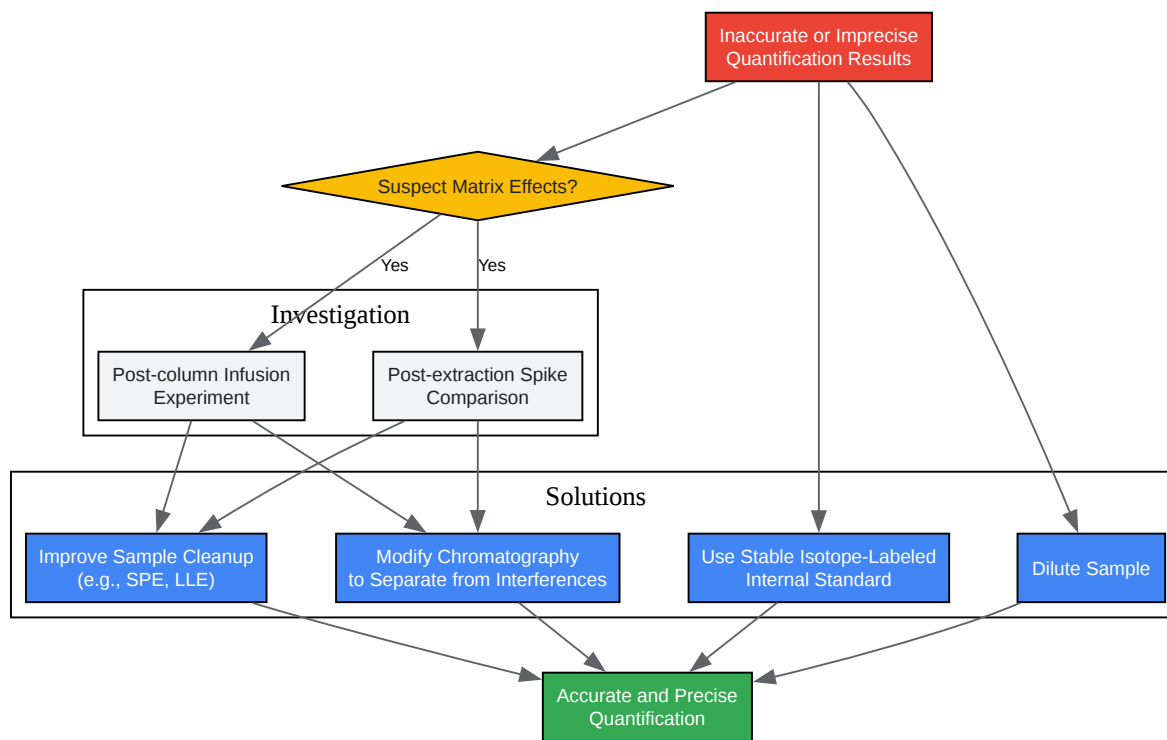 Inaccurate or Imprecise
Quantification Results
Suspect Matrix Effects?
Yes
Yes
Investigation
Post-column Infusion
Experiment
Post-extraction Spike
Comparison
Solutions
Improve Sample Cleanup
(e.g., SPE, LLE)
Modify Chromatography
to Separate from Interferences
Use Stable Isotope-Labeled
Internal Standard
Dilute Sample
Accurate and Precise
Quantification